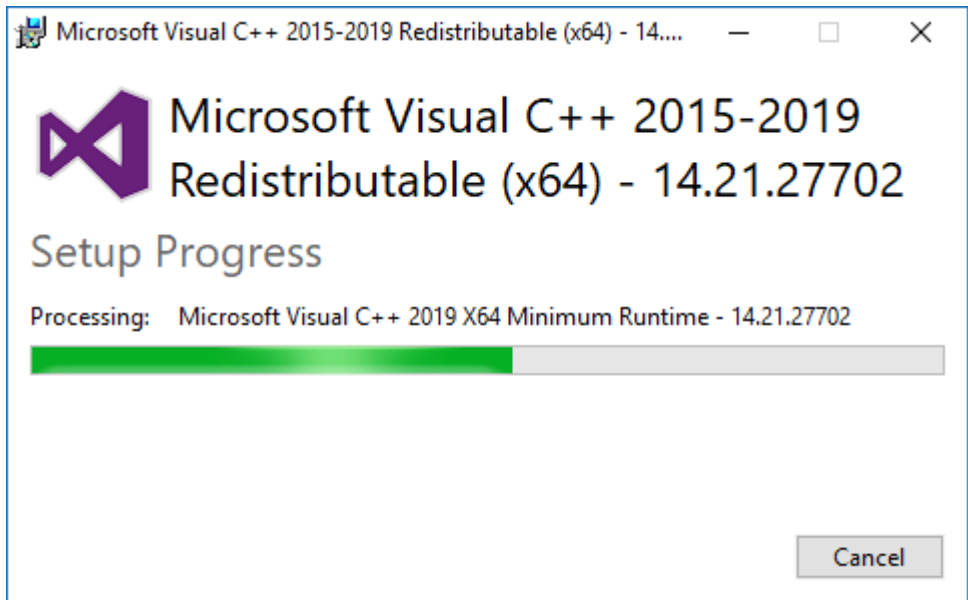 Microsoft Visual C++ 2015-2019 Redistributable (x64) - 14....
Microsoft Visual C++ 2015-2019
Redistributable (x64) - 14.21.27702
Setup Progress
Processing: Microsoft Visual C++ 2019 X64 Minimum Runtime - 14.21.27702
Cancel